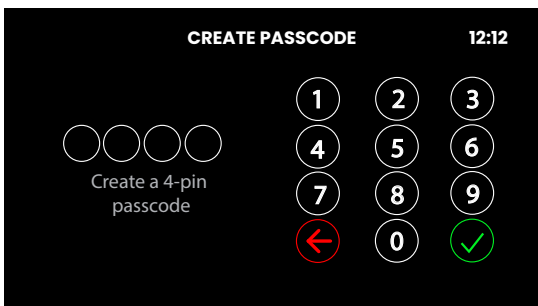 CREATE PASSCODE 12:12
1 2 3
4 5 6
Create a 4-pin
passcode
7 8 9
0